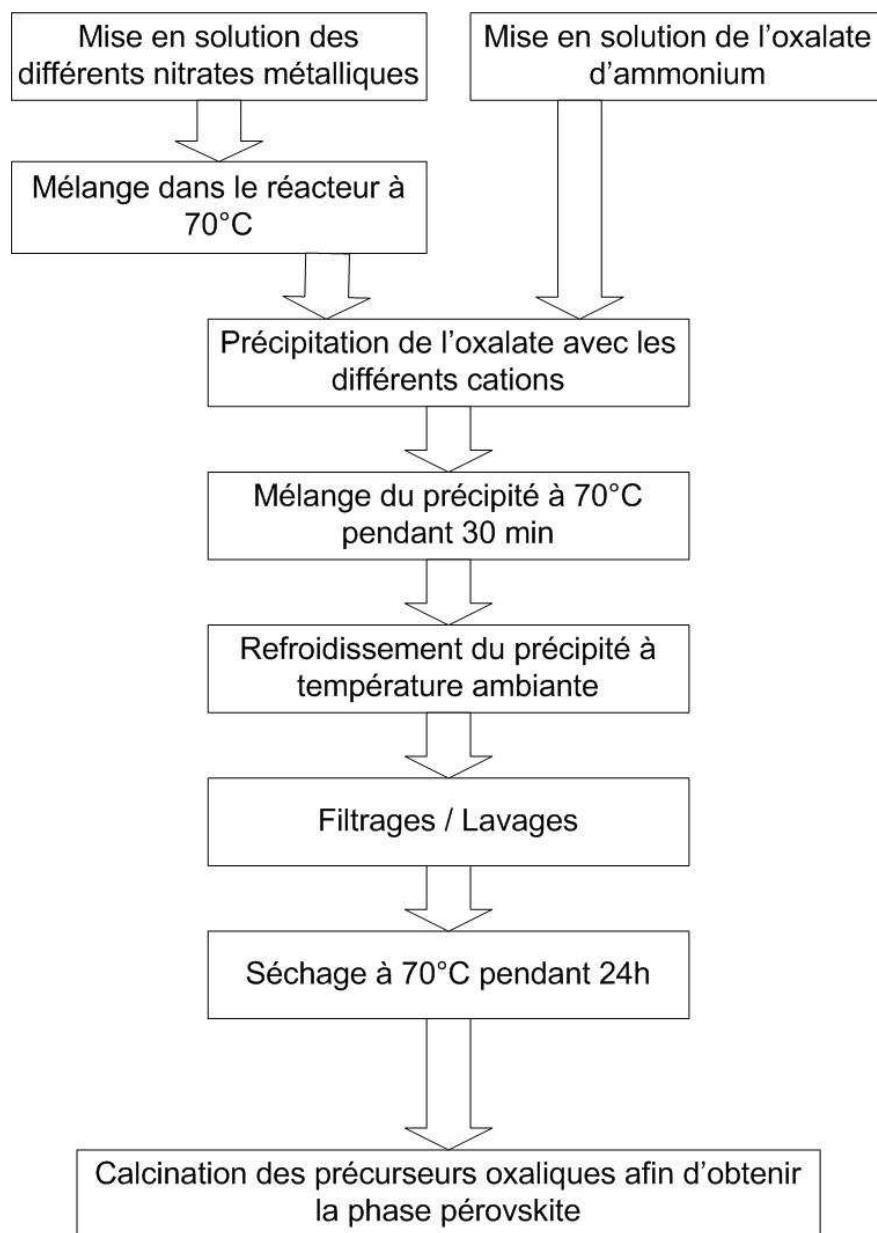 Mise en solution des
différents nitrates métalliques
Mise en solution de l’oxalate
d’ammonium
Mélange dans le réacteur à
70°C
Précipitation de l’oxalate avec les
différents cations
Mélange du précipité à 70°C
pendant 30 min
Refroidissement du précipité à
température ambiante
Filtrages / Lavages
Séchage à 70°C pendant 24h
Calcination des précurseurs oxaliques afin d’obtenir
la phase pérovskite